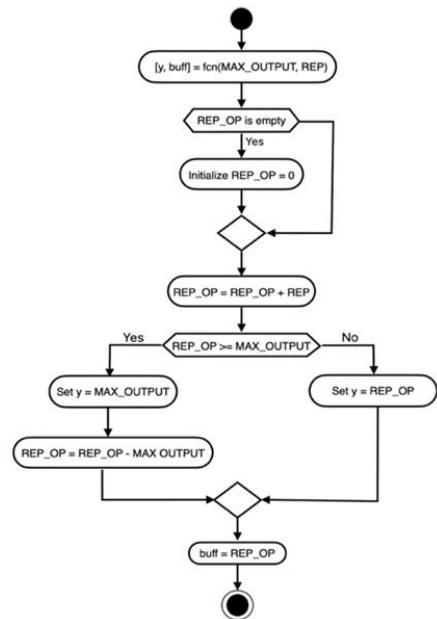 [y, buff] = fcn(MAX_OUTPUT, REP)
REP_OP is empty
Yes
Initialize REP_OP = 0
REP_OP = REP_OP + REP
Yes
REP_OP >= MAX_OUTPUT
No
Set y = MAX_OUTPUT
Set y = REP_OP
REP_OP = REP_OP - MAX OUTPUT
buff = REP_OP